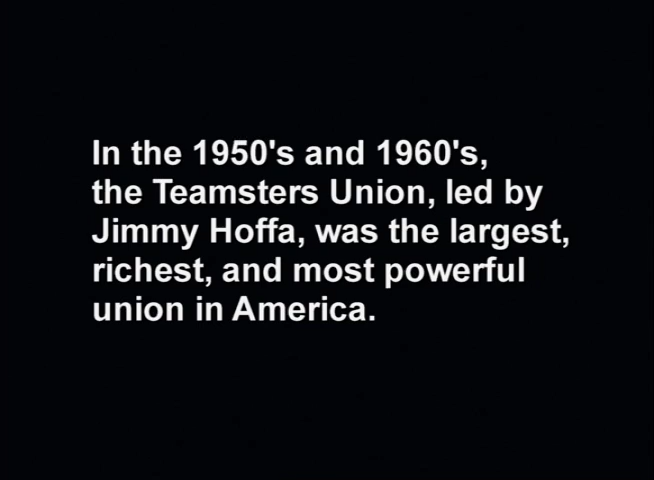 In the 1950's and 1960's,
the Teamsters Union, led by
Jimmy Hoffa, was the largest,
richest, and most powerful
union in America.